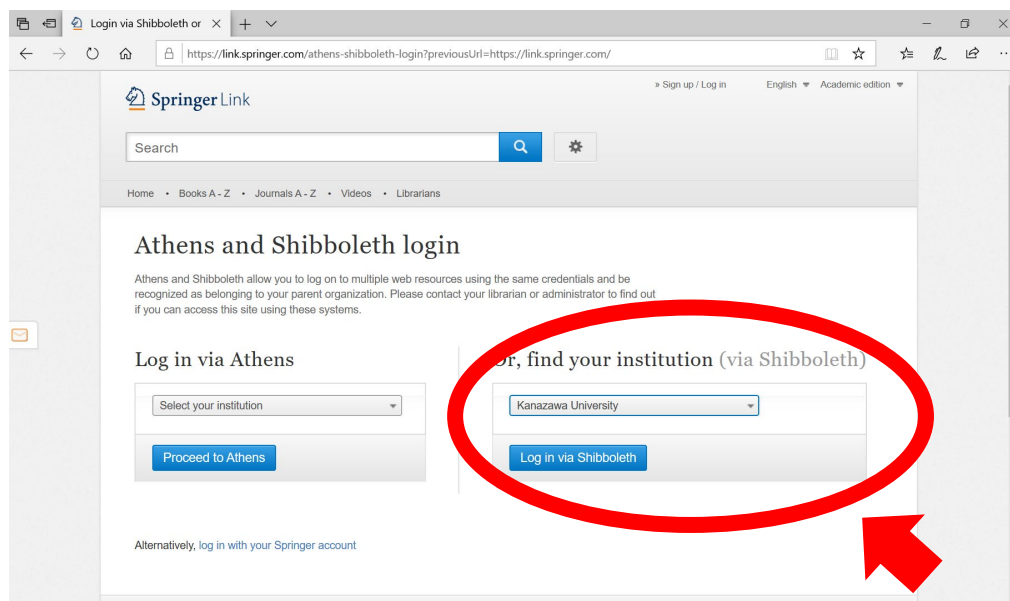 Login via Shibboleth or
https://link.springer.com/athens-shibboleth-login?previousUrl=https://link.springer.com/
» Sign up / Log in
English
Academic edition
Springer Link
Search
Home • Books A - Z • Journals A - Z • Videos • Librarians
Athens and Shibboleth login
Athens and Shibboleth allow you to log on to multiple web resources using the same credentials and be
recognized as belonging to your parent organization. Please contact your librarian or administrator to find out
if you can access this site using these systems.
Log in via Athens
Select your institution
Proceed to Athens
Or, find your institution (via Shibboleth)
Kanazawa University
Log in via Shibboleth
Alternatively, log in with your Springer account